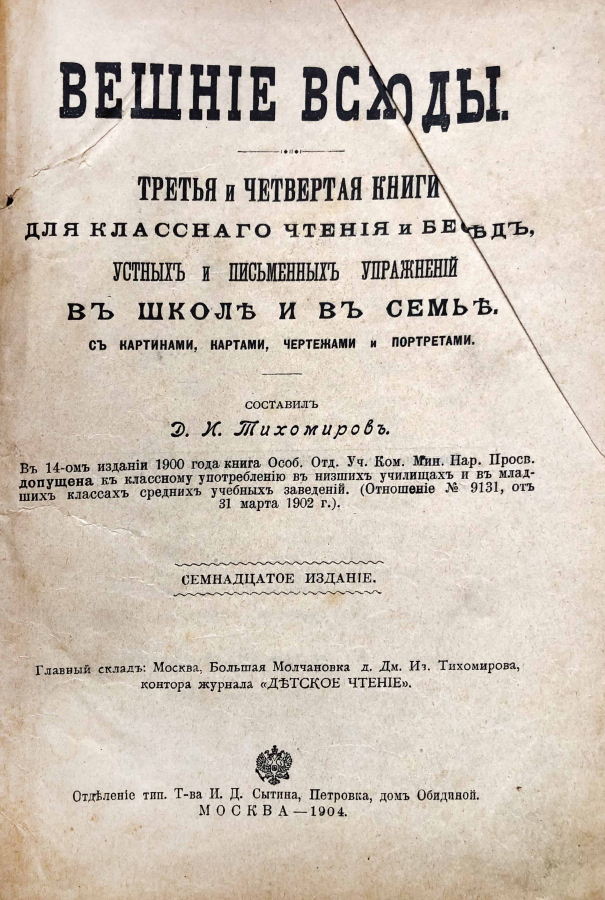 ВЕШНІЕ ВСХОДЫ.
ТРЕТЬЯ и ЧЕТВЕРТАЯ КНИГИ
ДЛЯ КЛАССНАГО ЧТЕНІЯ и БЕСѢДЪ,
УСТНЫХЪ и ПИСЬМЕННЫХЪ УПРАЖНЕНІЙ
ВЪ ШКОЛѢ И ВЪ СЕМЬѢ.
СЪ КАРТИНАМИ, КАРТАМИ, ЧЕРТЕЖАМИ и ПОРТРЕТАМИ.
СОСТАВИЛЪ
Д. И. Тихомировъ.
Въ 14-омъ изданіи 1900 года книга Особ. Отд. Уч. Ком. Мин. Нар. Просв.
допущена къ классному употребленію въ низшихъ училищахъ и въ млад-
шихъ классахъ среднихъ учебныхъ заведеній. (Отношеніе № 9131, отъ
31 марта 1902 г.).
СЕМНАДЦАТОЕ ИЗДАНІЕ.
Главный складъ: Москва, Большая Молчановка д. Дм. Из. Тихомирова,
контора журнала «ДѢТСКОЕ ЧТЕНІЕ».
Отдѣленіе тип. Т-ва И. Д. Сытина, Петровка, домъ Обидиной.
МОСКВА—1904.